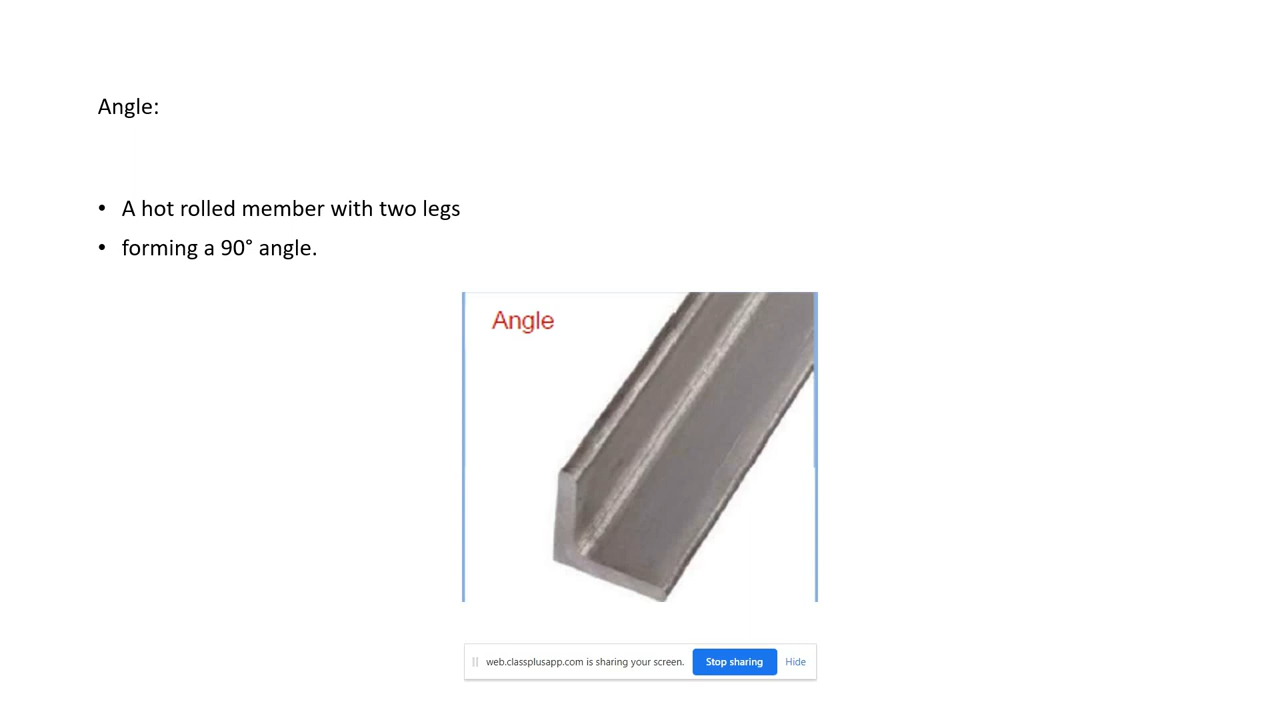 Angle:
• A hot rolled member with two legs
• forming a 90° angle.
Angle
web.classplusapp.com is sharing your screen. Stop sharing Hide